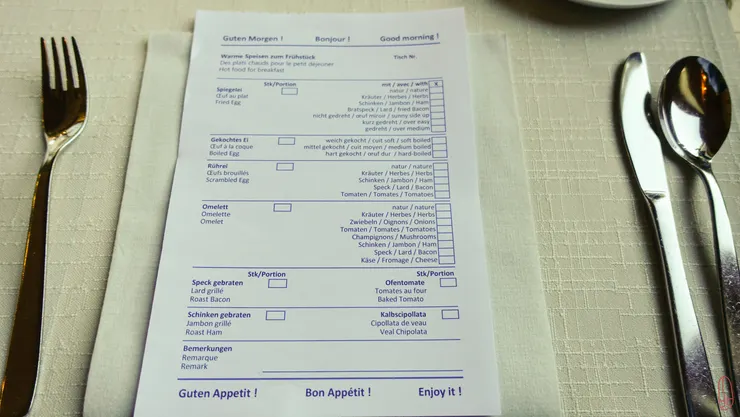 Guten Morgen ! Bonjour ! Good morning !
Warme Speisen zum Frühstück Tisch Nr.
Des plâts chauds pour le petit déjeuner
Hot food for breakfast
Stk/Portion mit / avec / with x
Spiegelei natur / nature
Œuf au plat Kräuter / Herbes / Herbs
Fried Egg Schinken / Jambon / Ham
Bratspeck / Lard / fried Bacon
nicht gedreht / œuf miroir / sunny side up
kurz gedreht / over easy
gedreht / over medium
Gekochtes Ei weich gekocht / cuit soft / soft boiled
Œuf à la coque mittel gekocht / cuit moyen / medium boiled
Boiled Egg hart gekocht / œuf dur / hard-boiled
Rührei natur / nature
Œufs brouillés Kräuter / Herbes / Herbs
Scrambled Egg Schinken / Jambon / Ham
Speck / Lard / Bacon
Tomaten / Tomates / Tomatoes
Omelett natur / nature
Omelette Kräuter / Herbes / Herbs
Omelet Zwiebeln / Oignons / Onions
Tomaten / Tomates / Tomatoes
Champignons / Mushrooms
Schinken / Jambon / Ham
Speck / Lard / Bacon
Käse / Fromage / Cheese
Stk/Portion Stk/Portion
Speck gebraten Ofentomate
Lard grillé Tomates au four
Roast Bacon Baked Tomato
Schinken gebraten Kalbscipollata
Jambon grillé Cipollata de veau
Roast Ham Veal Chipolata
Bemerkungen
Remarque
Remark
Guten Appetit ! Bon Appétit ! Enjoy it !